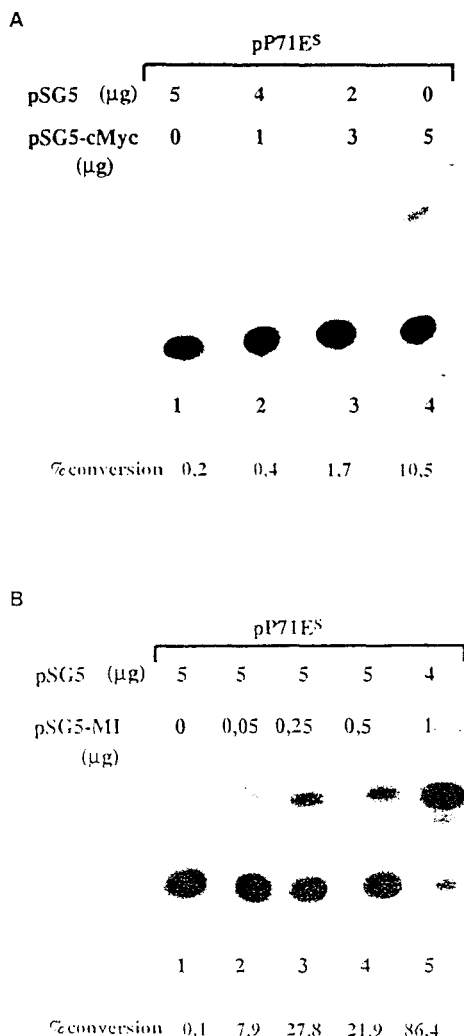 A
pP71ES
pSG5 (μg) 5 4 2 0
pSG5-cMyc 0 1 3 5
(μg)
1 2 3 4
%conversion 0,2 0,4 1,7 10,5
B
pP71ES
pSG5 (μg) 5 5 5 5 4
pSG5-MI 0 0,05 0,25 0,5 1
(μg)
1 2 3 4 5
%conversion 0,1 7,9 27,8 21,9 86,4